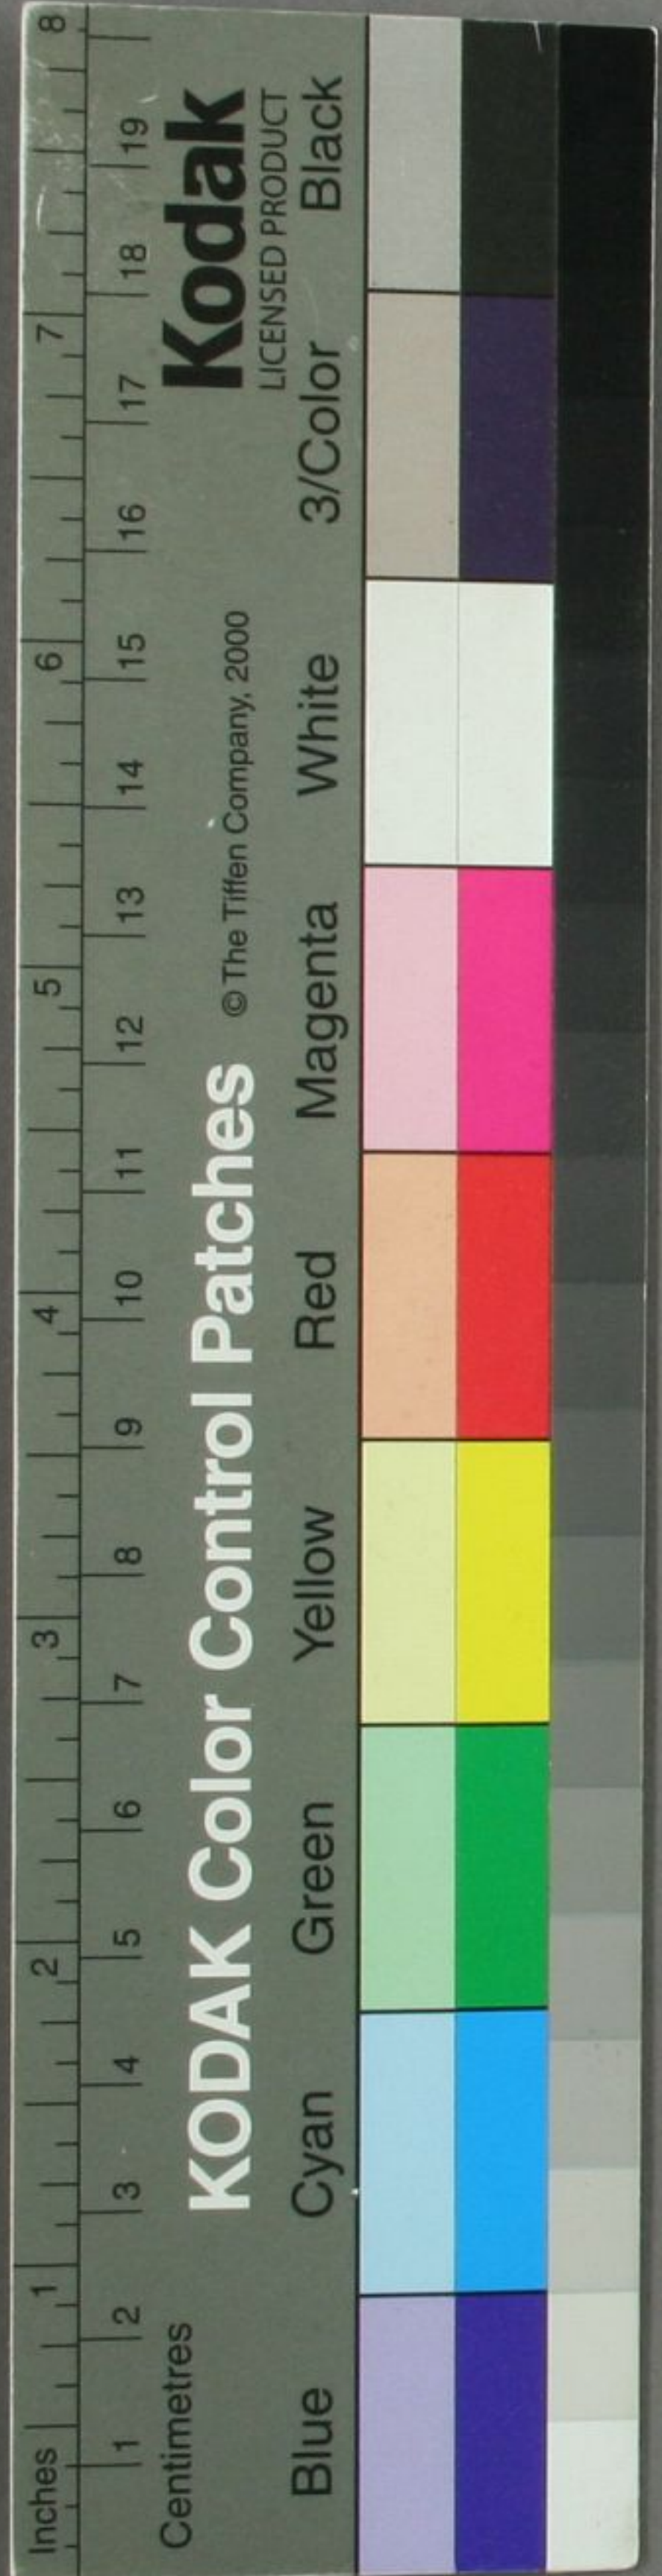 Inches 1 2 3 4 5 6 7 8
1 2 3 4 5 6 7 8 9 10 11 12 13 14 15 16 17 18 19
Centimetres
KODAK Color Control Patches
© The Tiffen Company, 2000
Kodak
LICENSED PRODUCT
Blue Cyan Green Yellow Red Magenta White 3/Color Black